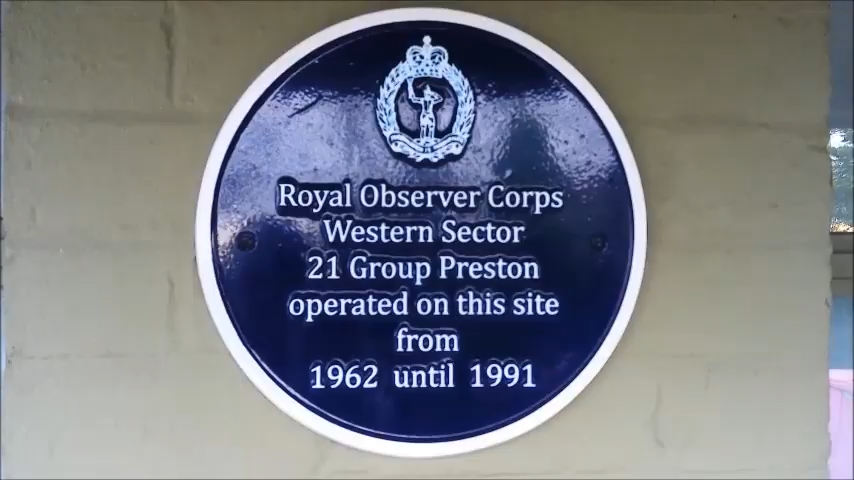 Royal Observer Corps
Western Sector
21 Group Preston
operated on this site
from
1962 until 1991